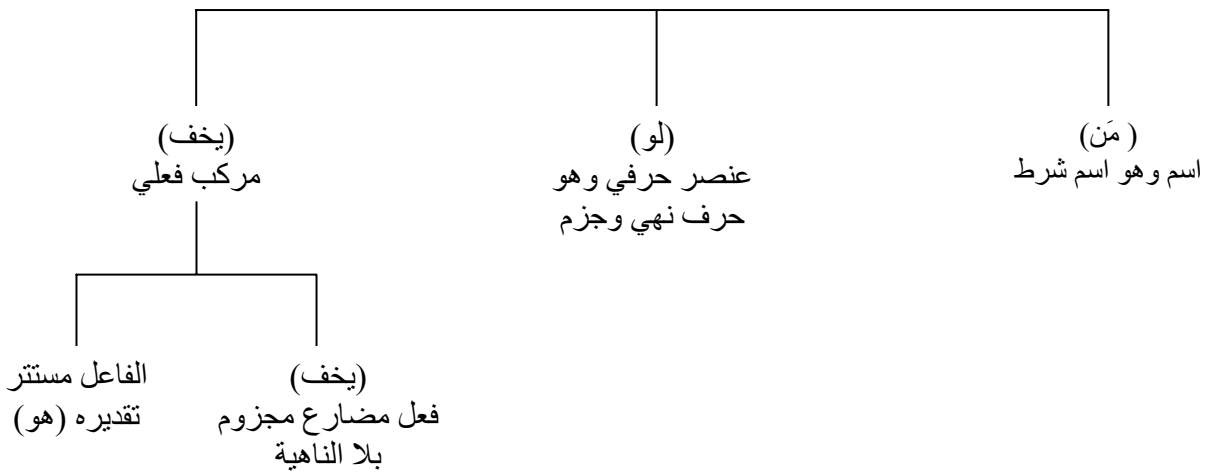 ( مَن)
اسم وهو اسم شرط
(لو)
عنصر حرفي وهو
حرف نهي وجزم
(يخف)
مركب فعلي
(يخف)
فعل مضارع مجزوم
بلا الناهية
الفاعل مستتر
تقديره (هو)